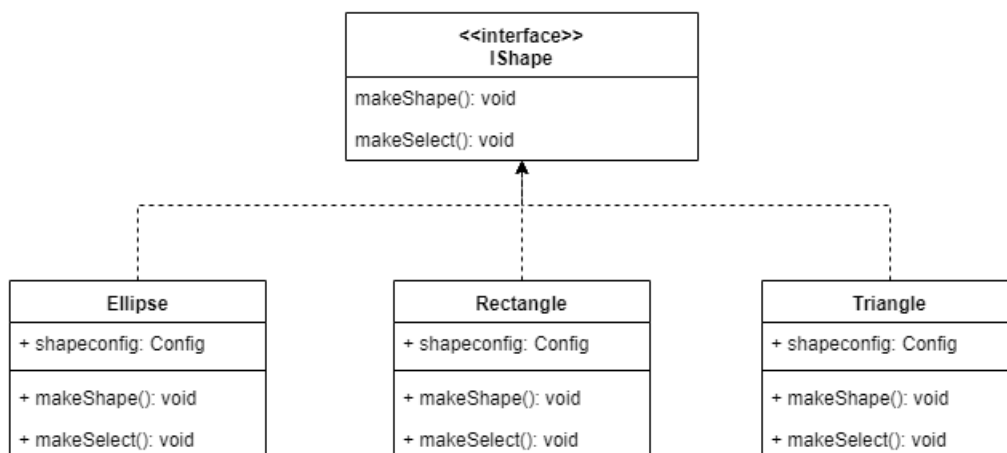 <<interface>>
IShape
makeShape(): void
makeSelect(): void
Ellipse
+ shapeconfig: Config
+ makeShape(): void
+ makeSelect(): void
Rectangle
+ shapeconfig: Config
+ makeShape(): void
+ makeSelect(): void
Triangle
+ shapeconfig: Config
+ makeShape(): void
+ makeSelect(): void